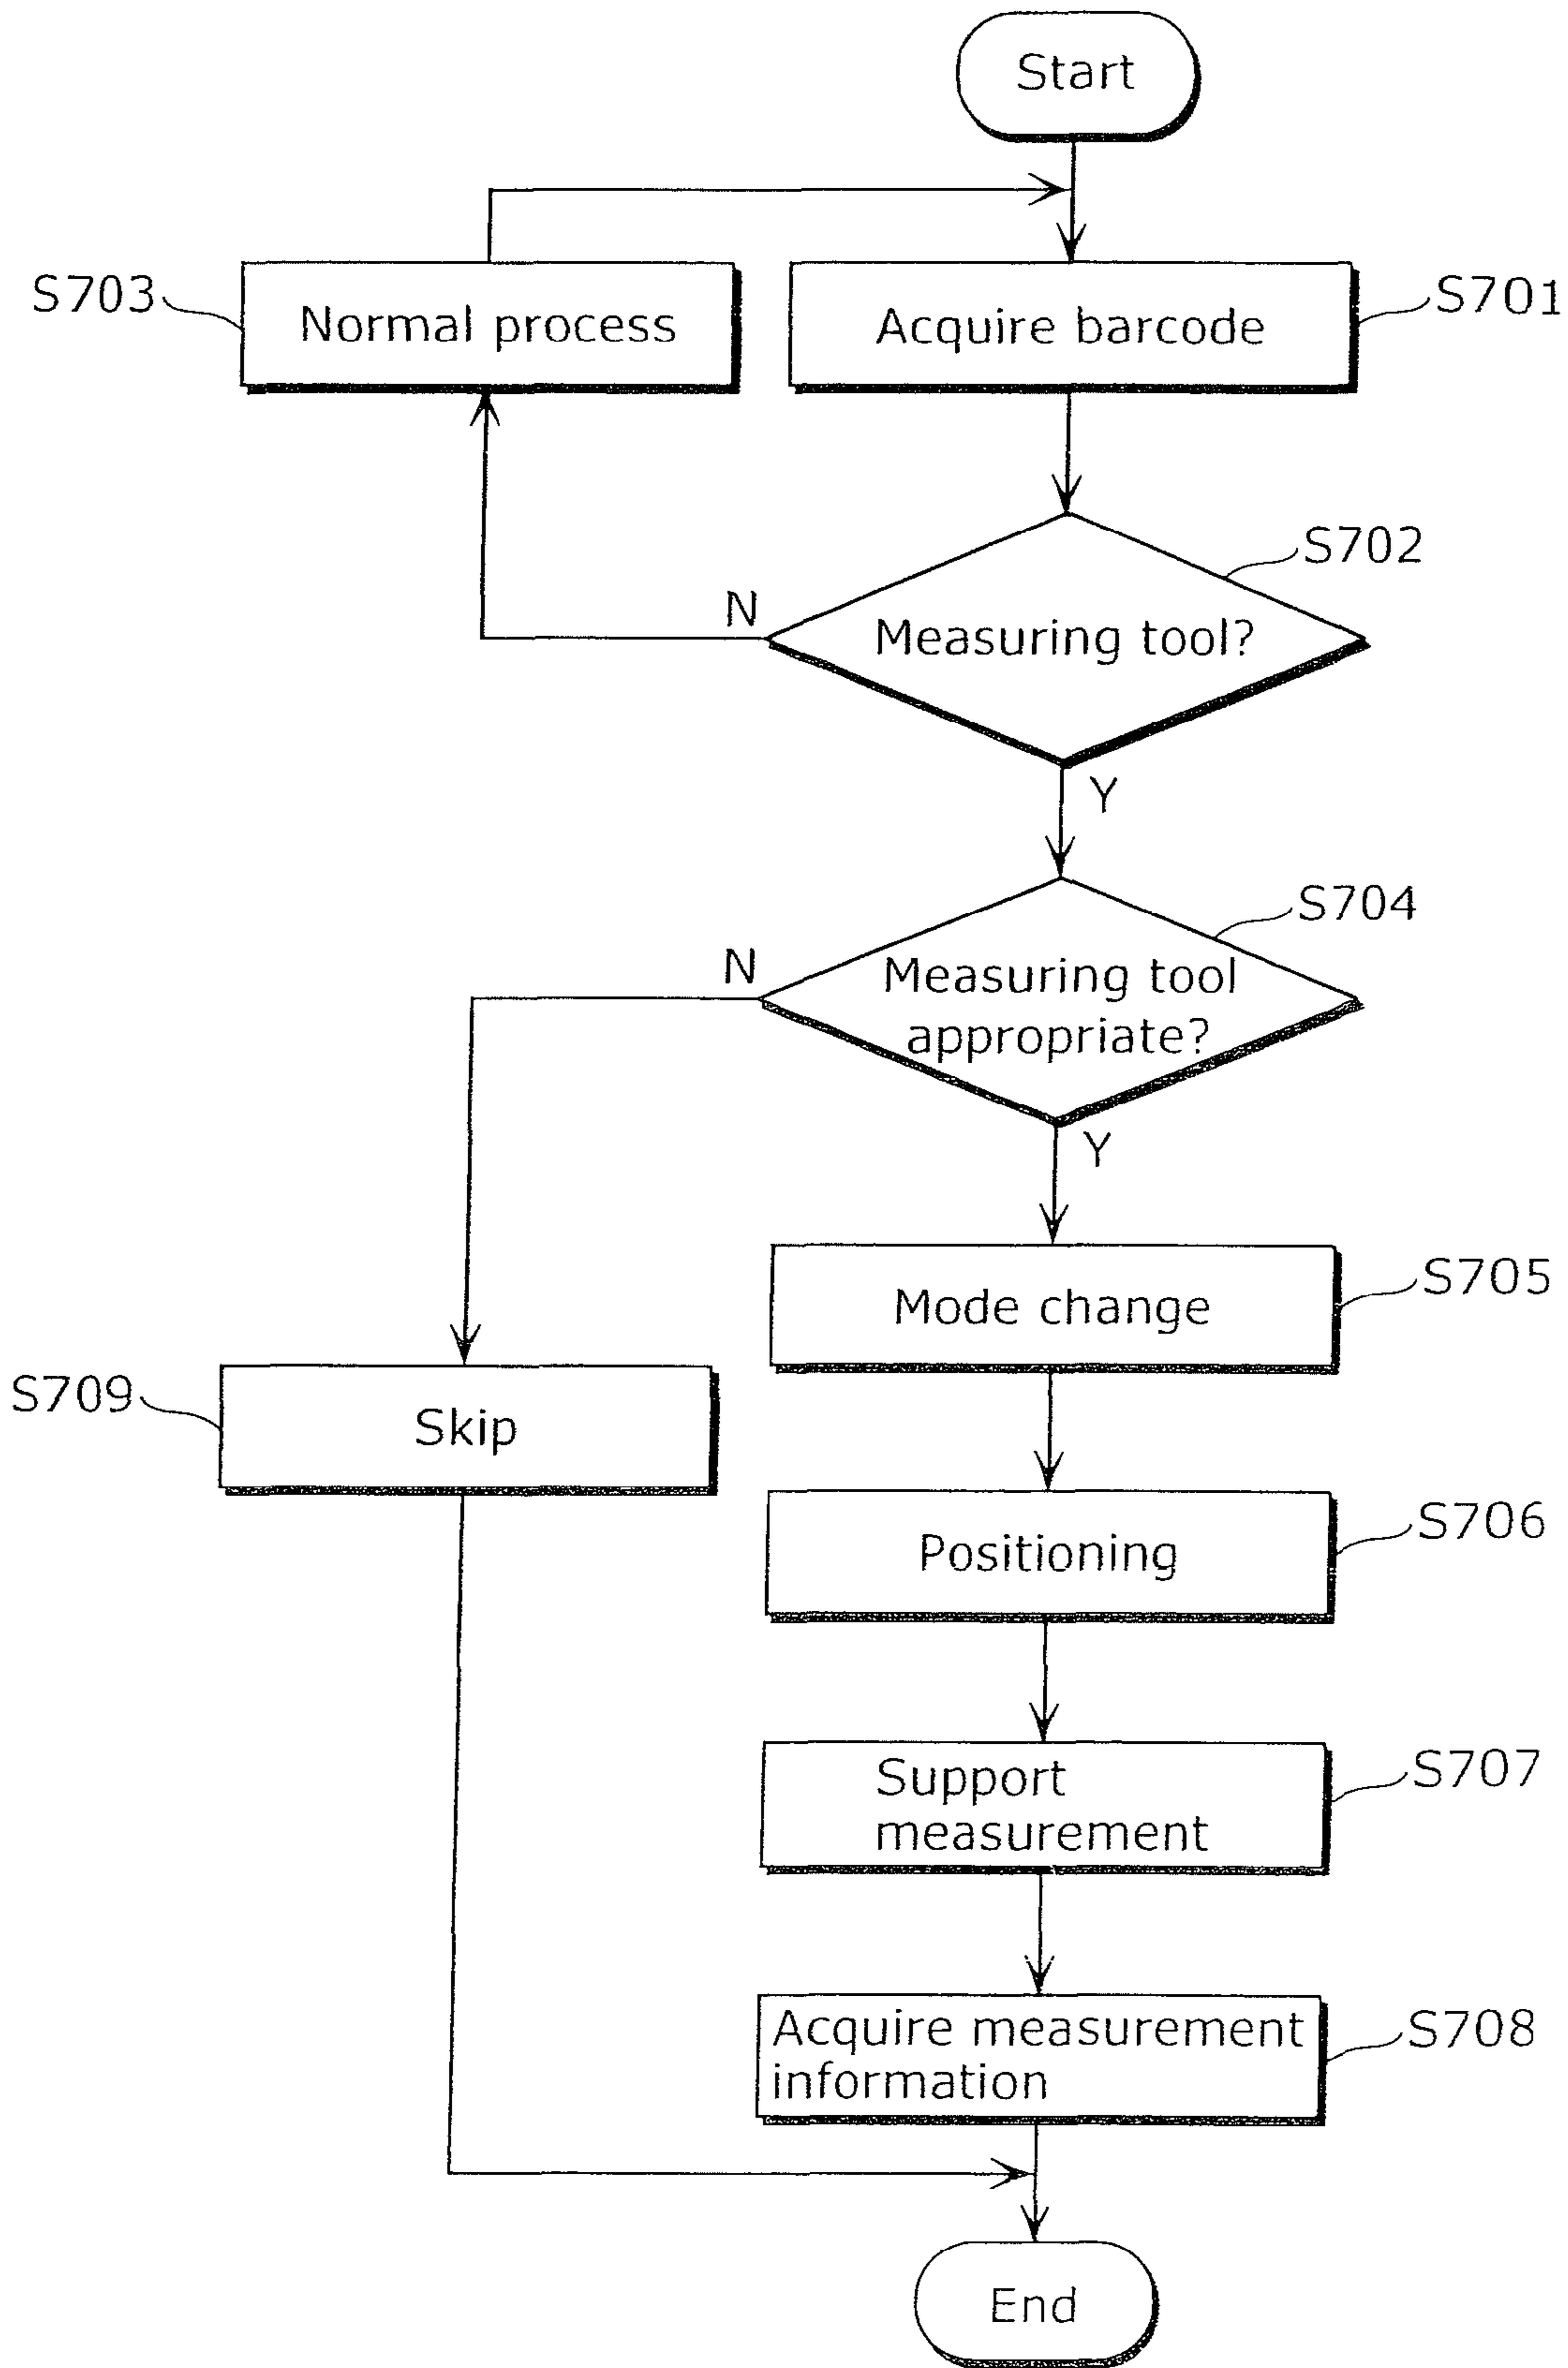 Start
S703
Normal process
Acquire barcode
S701
S702
N
Measuring tool?
Y
S704
N
Measuring tool
appropriate?
Y
S705
Mode change
S709
Skip
S706
Positioning
S707
Support
measurement
S708
Acquire measurement
information
End